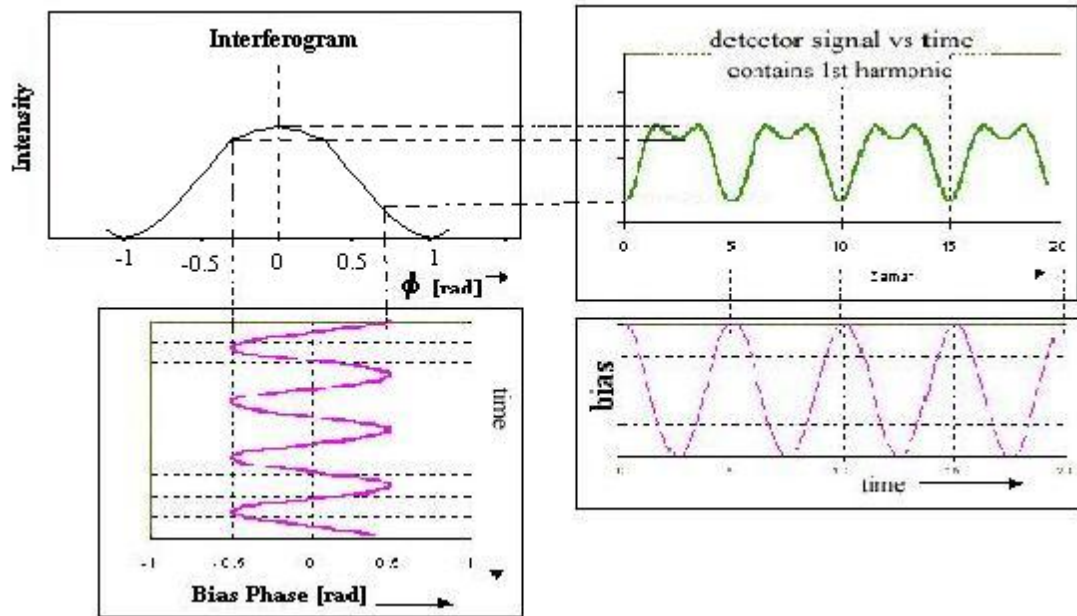 Interferogram
Intensity
-1 -0.5 0 0.5 1
ϕ [rad]
detector signal vs time
contains 1st harmonic
0 5 10 15 20
time
-1 -0.5 0 0.5 1
Bias Phase [rad]
bias
time